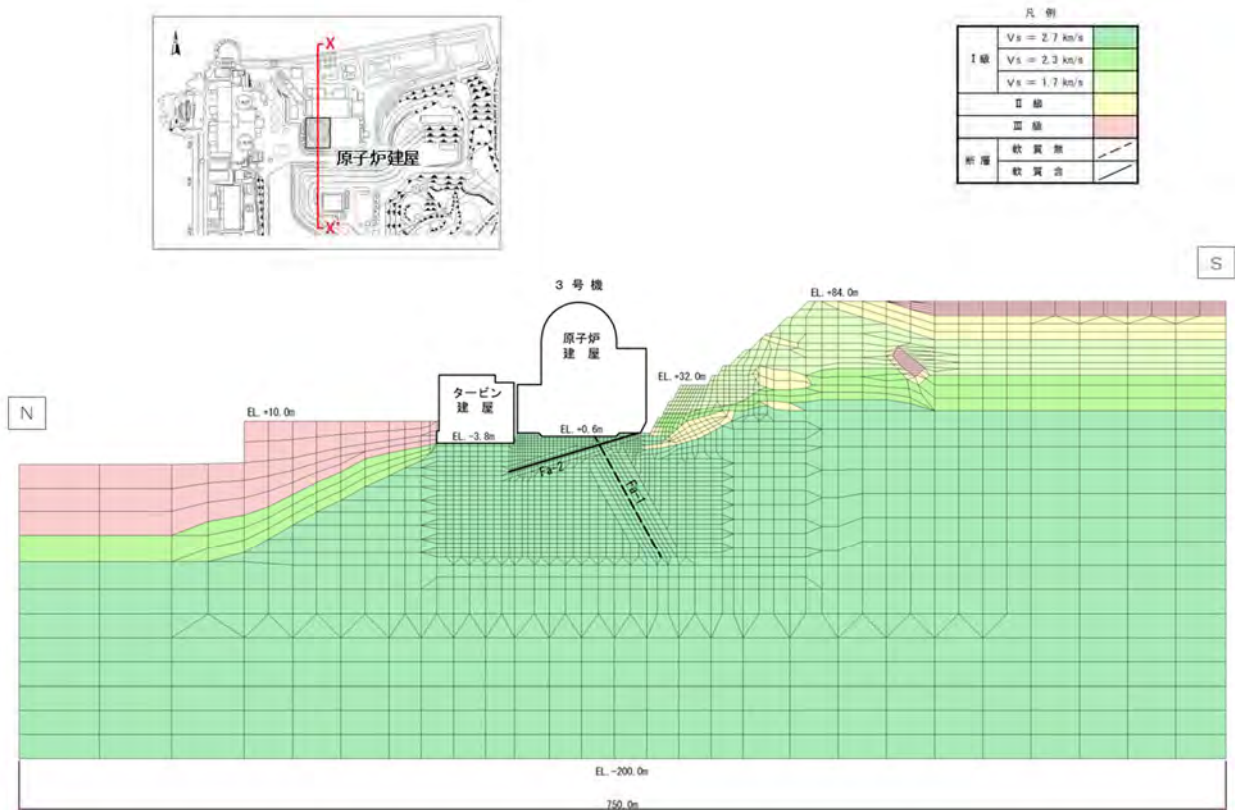 X
原子炉建屋
X'
凡 例
Ⅰ 級
Vs = 2.7 km/s
Vs = 2.3 km/s
Vs = 1.7 km/s
Ⅱ 級
Ⅲ 級
断 層
軟 質 無
軟 質 含
N
S
3 号 機
原子炉
建 屋
タービン
建 屋
EL. +84.0m
EL. +32.0m
EL. +10.0m
EL. -3.8m
EL. +0.6m
Fa-2
Fa-1
EL. -200.0m
750.0m